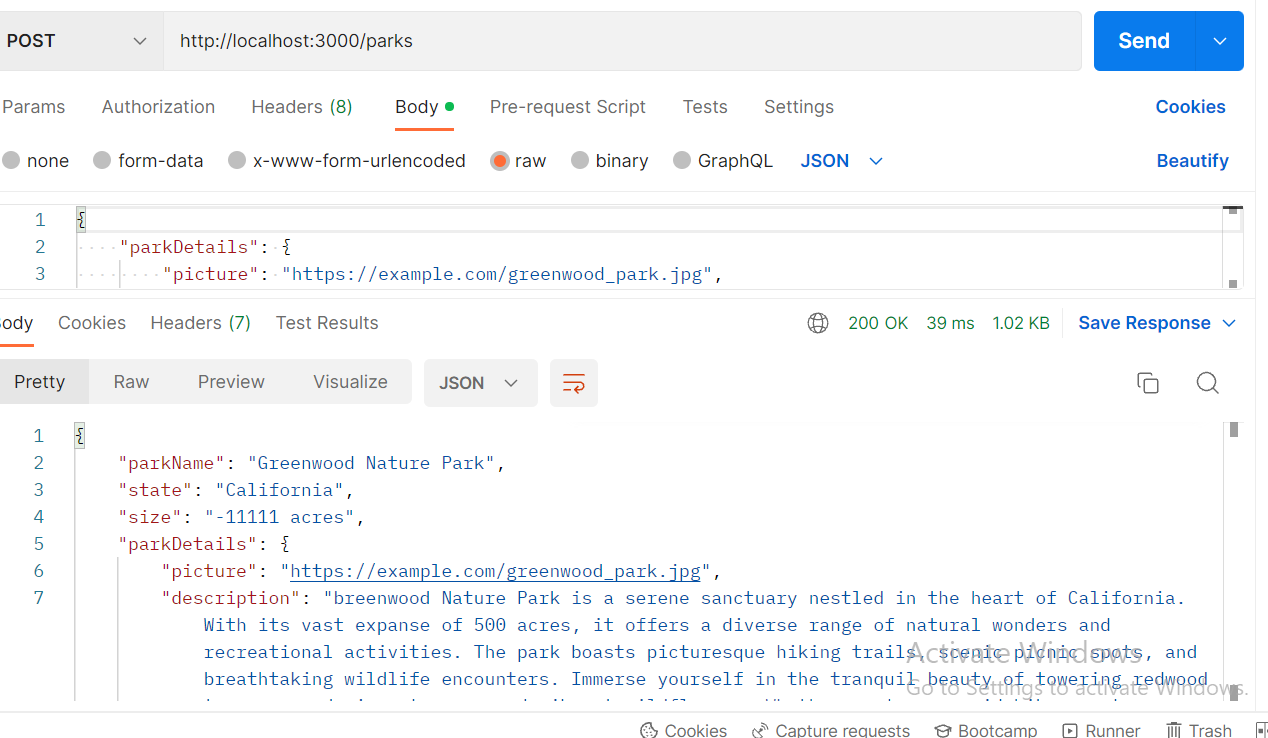 POST http://localhost:3000/parks Send
Params Authorization Headers (8) Body Pre-request Script Tests Settings Cookies
none form-data x-www-form-urlencoded raw binary GraphQL JSON Beautify
1 {
2 "parkDetails": {
3 "picture": "https://example.com/greenwood_park.jpg",
ody Cookies Headers (7) Test Results 200 OK 39 ms 1.02 KB Save Response
Pretty Raw Preview Visualize JSON
1 {
2 "parkName": "Greenwood Nature Park",
3 "state": "California",
4 "size": "-11111 acres",
5 "parkDetails": {
6 "picture": "https://example.com/greenwood_park.jpg",
7 "description": "breenwood Nature Park is a serene sanctuary nestled in the heart of California.
With its vast expanse of 500 acres, it offers a diverse range of natural wonders and
recreational activities. The park boasts picturesque hiking trails, scenic picnic spots, and
breathtaking wildlife encounters. Immerse yourself in the tranquil beauty of towering redwood
Activate Windows
Go to Settings to activate Windows.
Cookies Capture requests Bootcamp Runner Trash